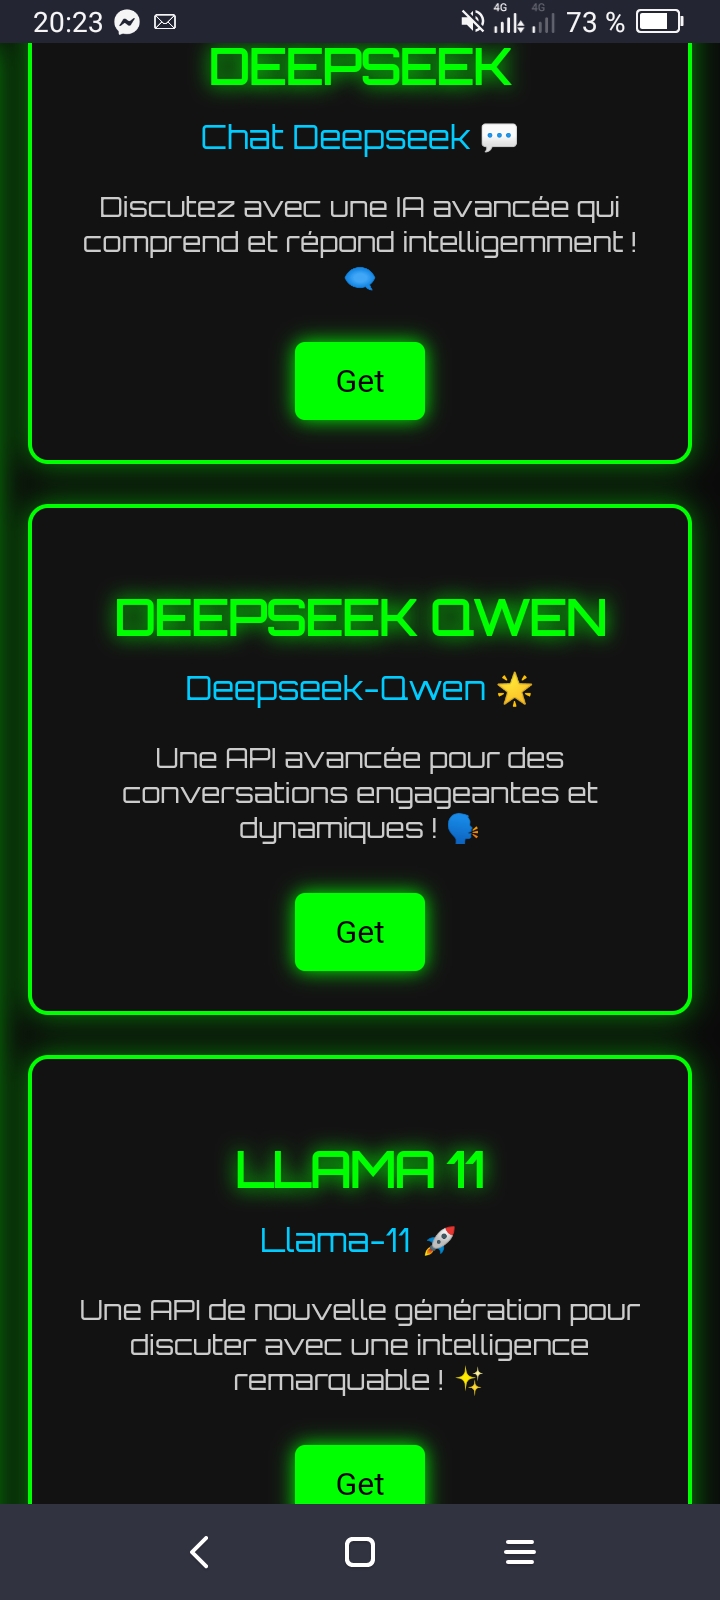 20:23
4G 4G 73 %
DEEPSEEK
Chat Deepseek 💬
Discutez avec une IA avancée qui
comprend et répond intelligemment !
🗨️
Get
DEEPSEEK QWEN
Deepseek-Qwen 🌟
Une API avancée pour des
conversations engageantes et
dynamiques ! 🗣️
Get
LLAMA 11
Llama-11 🚀
Une API de nouvelle génération pour
discuter avec une intelligence
remarquable ! ✨
Get